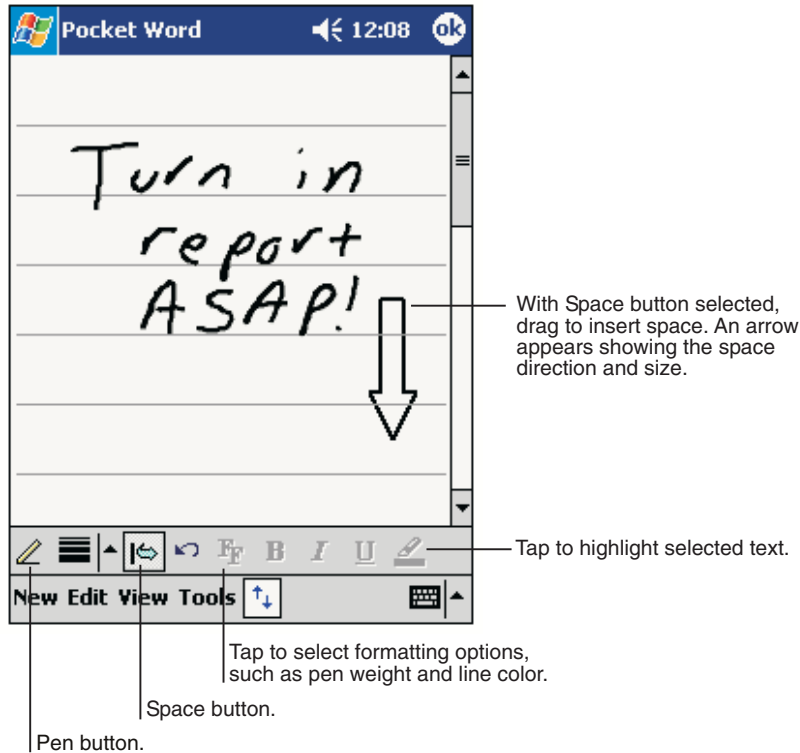 Pocket Word 12:08 ok
Turn in
report
ASAP!
With Space button selected,
drag to insert space. An arrow
appears showing the space
direction and size.
FF B I U
Tap to highlight selected text.
New Edit View Tools
Tap to select formatting options,
such as pen weight and line color.
Space button.
Pen button.